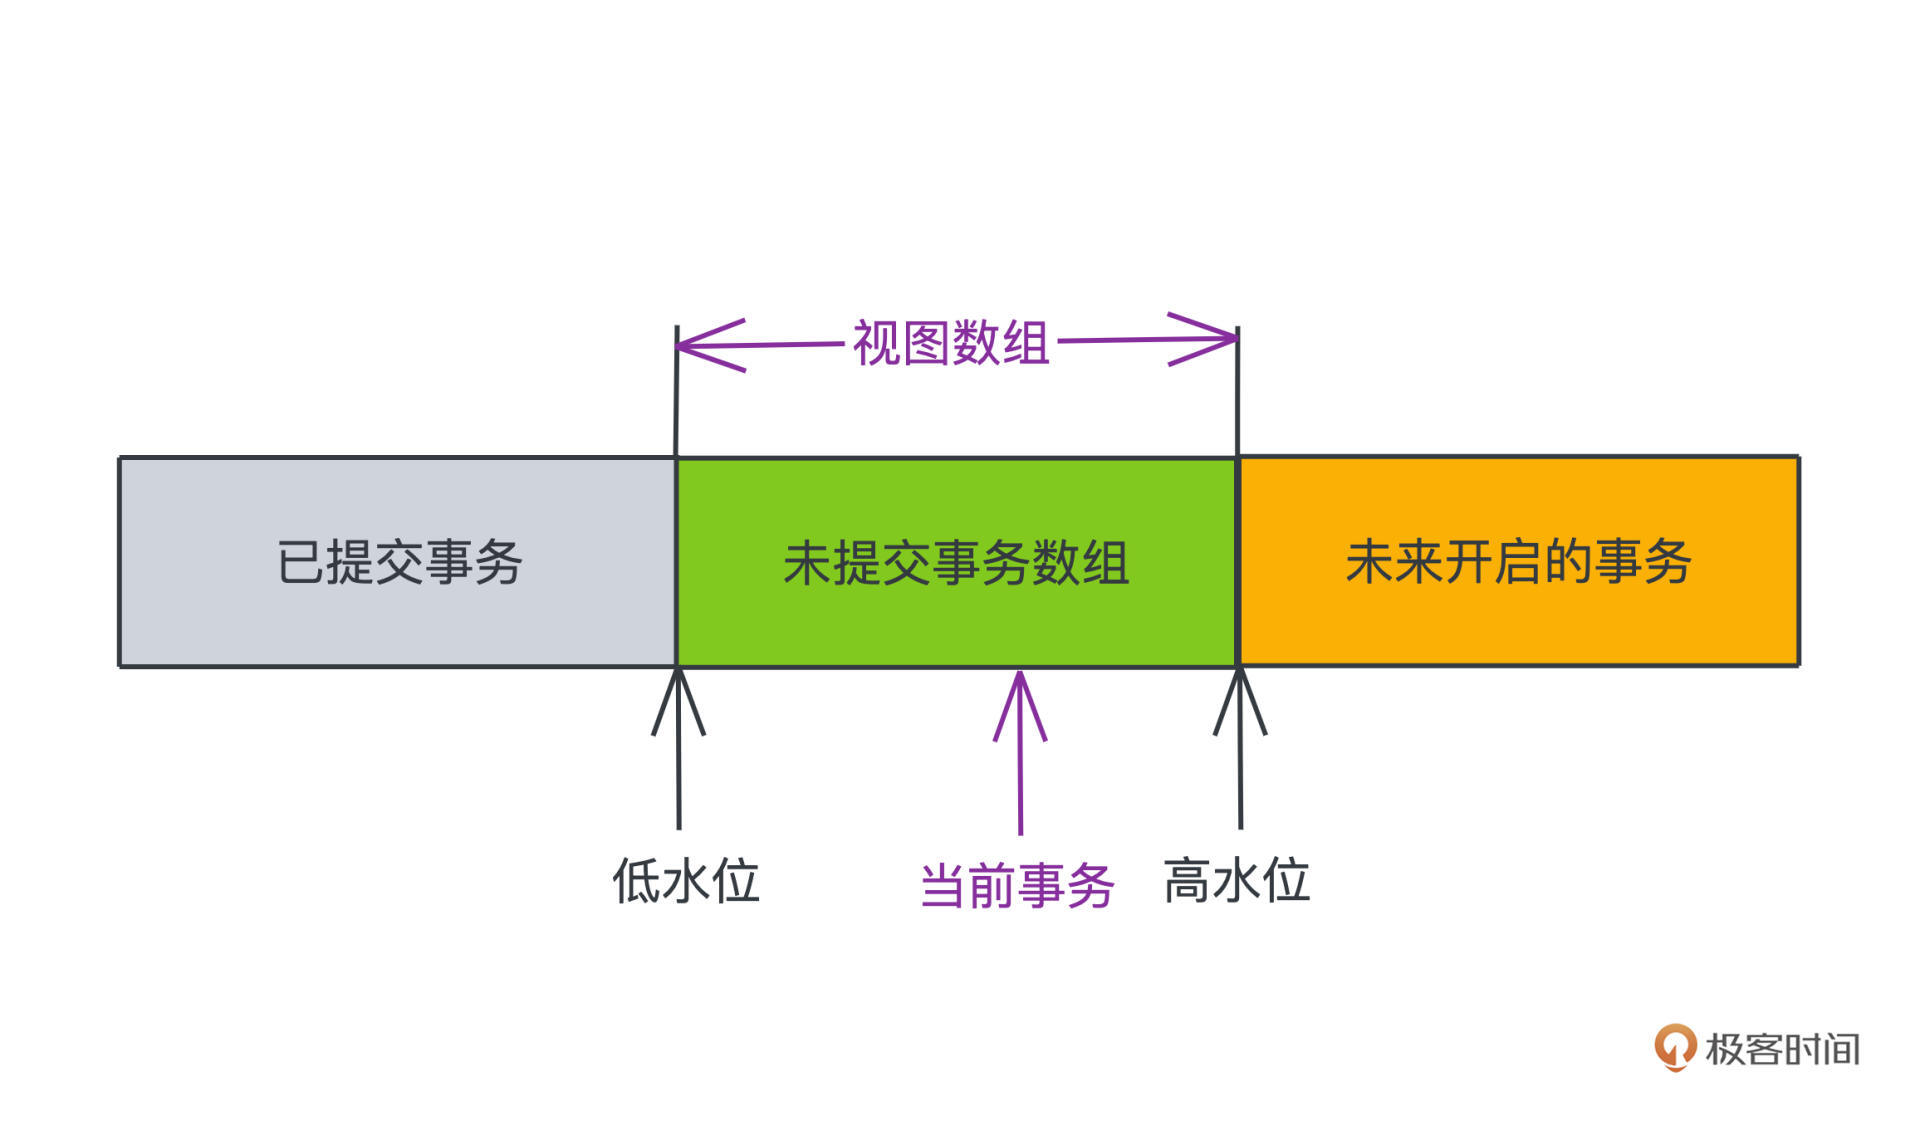 视图数组
已提交事务
未提交事务数组
未来开启的事务
低水位
当前事务
高水位
极客时间